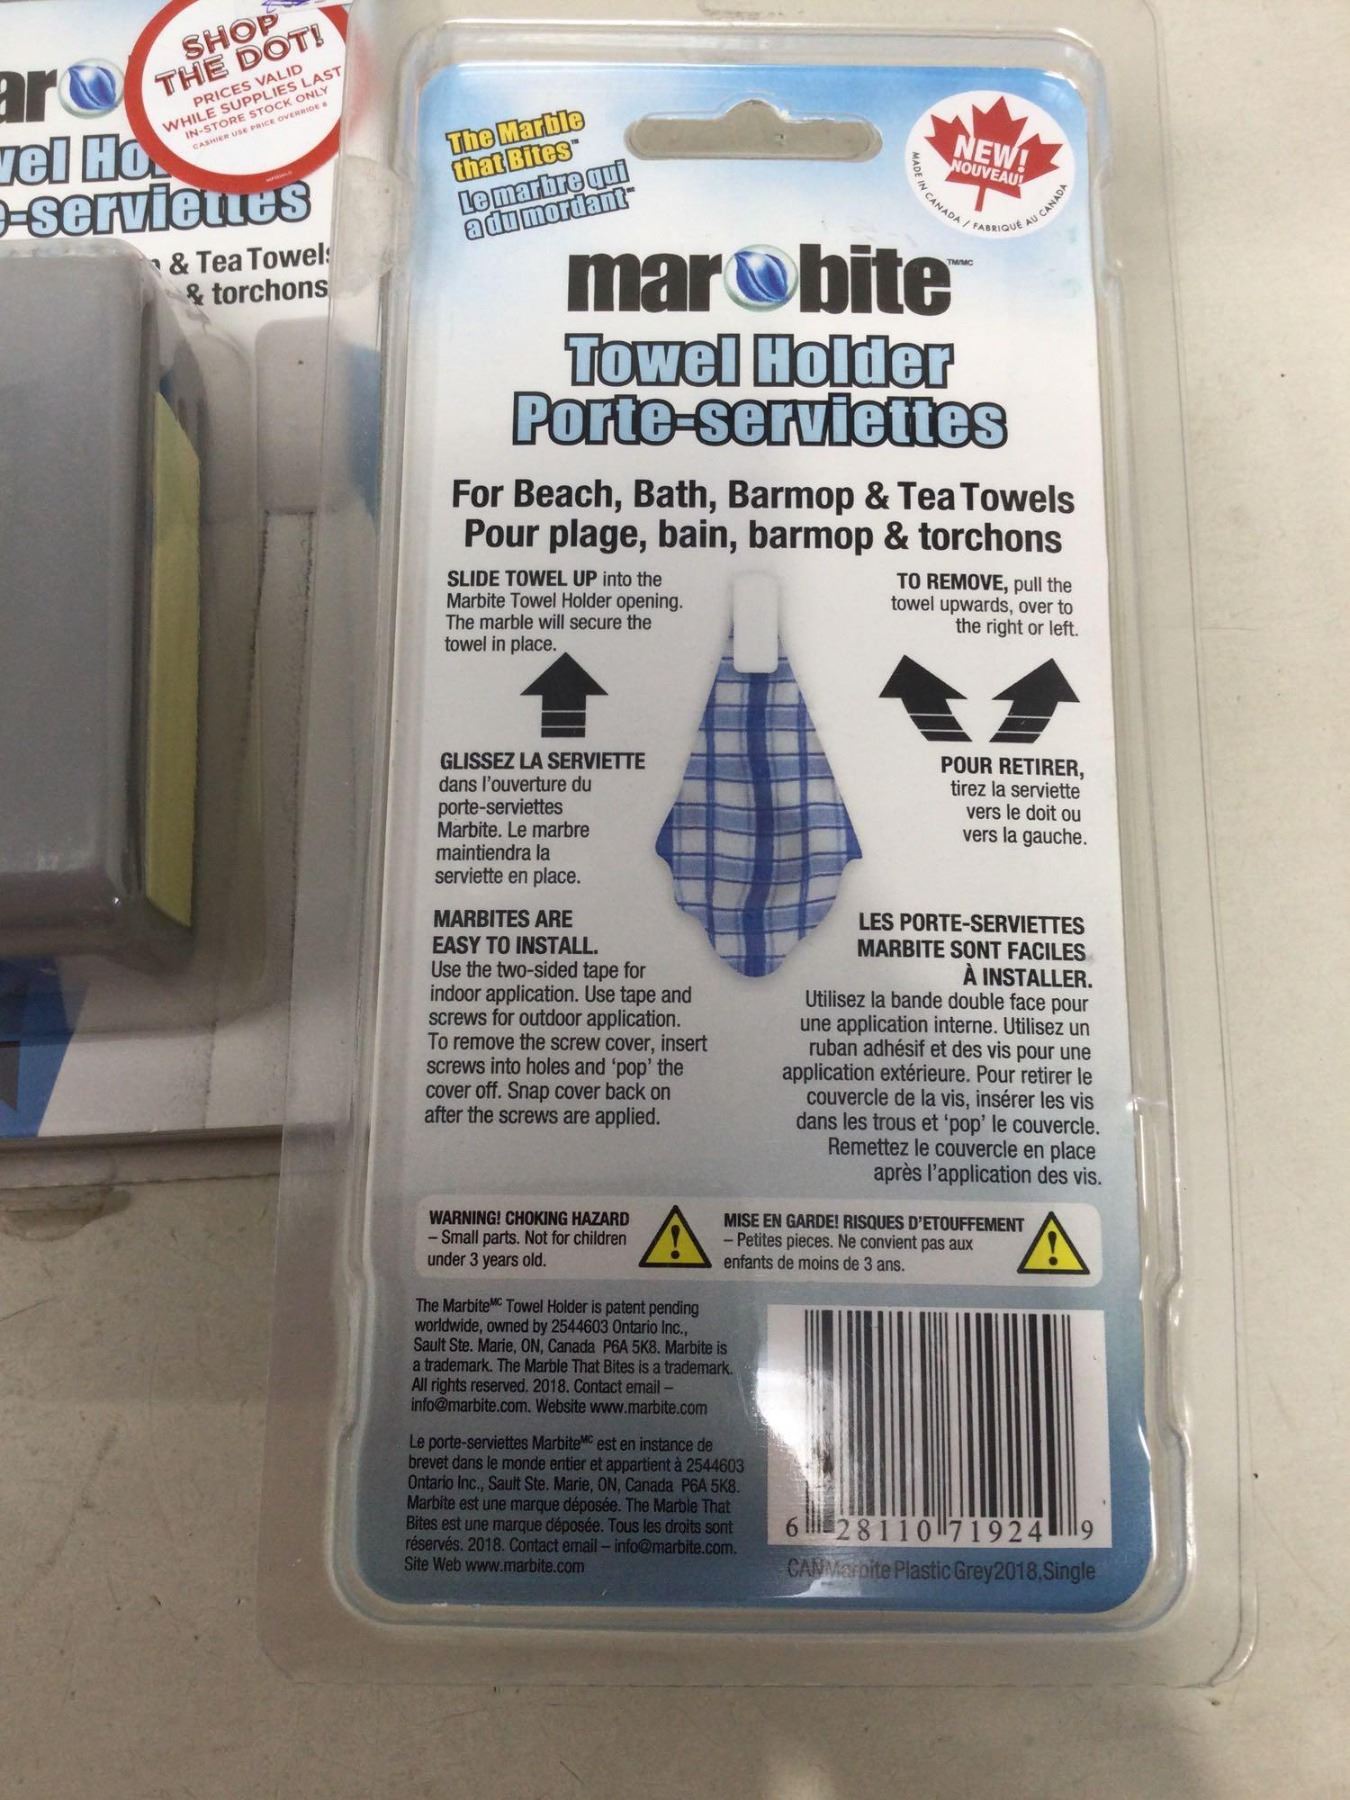 SHOP
THE DOT!
PRICES VALID
WHILE SUPPLIES LAST
IN-STORE STOCK ONLY
CASHIER USE PRICE OVERRIDE 6
ar
vel Ho
e-serviettes
& Tea Towels
& torchons
The Marble
that Bites™
Le marbre qui
a du mordant™
NEW!
NOUVEAU!
MADE IN CANADA / FABRIQUÉ AU CANADA
mar bite TM/MC
Towel Holder
Porte-serviettes
For Beach, Bath, Barmop & Tea Towels
Pour plage, bain, barmop & torchons
SLIDE TOWEL UP into the
Marbite Towel Holder opening.
The marble will secure the
towel in place.
TO REMOVE, pull the
towel upwards, over to
the right or left.
GLISSEZ LA SERVIETTE
dans l'ouverture du
porte-serviettes
Marbite. Le marbre
maintiendra la
serviette en place.
POUR RETIRER,
tirez la serviette
vers le doit ou
vers la gauche.
MARBITES ARE
EASY TO INSTALL.
Use the two-sided tape for
indoor application. Use tape and
screws for outdoor application.
To remove the screw cover, insert
screws into holes and 'pop' the
cover off. Snap cover back on
after the screws are applied.
LES PORTE-SERVIETTES
MARBITE SONT FACILES
À INSTALLER.
Utilisez la bande double face pour
une application interne. Utilisez un
ruban adhésif et des vis pour une
application extérieure. Pour retirer le
couvercle de la vis, insérer les vis
dans les trous et 'pop' le couvercle.
Remettez le couvercle en place
après l'application des vis.
WARNING! CHOKING HAZARD
– Small parts. Not for children
under 3 years old.
MISE EN GARDE! RISQUES D'ETOUFFEMENT
– Petites pieces. Ne convient pas aux
enfants de moins de 3 ans.
The Marbite MC Towel Holder is patent pending
worldwide, owned by 2544603 Ontario Inc.,
Sault Ste. Marie, ON, Canada P6A 5K8. Marbite is
a trademark. The Marble That Bites is a trademark.
All rights reserved. 2018. Contact email –
info@marbite.com. Website www.marbite.com
Le porte-serviettes Marbite MC est en instance de
brevet dans le monde entier et appartient à 2544603
Ontario Inc., Sault Ste. Marie, ON, Canada P6A 5K8.
Marbite est une marque déposée. The Marble That
Bites est une marque déposée. Tous les droits sont
réservés. 2018. Contact email – info@marbite.com.
Site Web www.marbite.com
6 28110 71924 9
CANMarbite Plastic Grey2018,Single